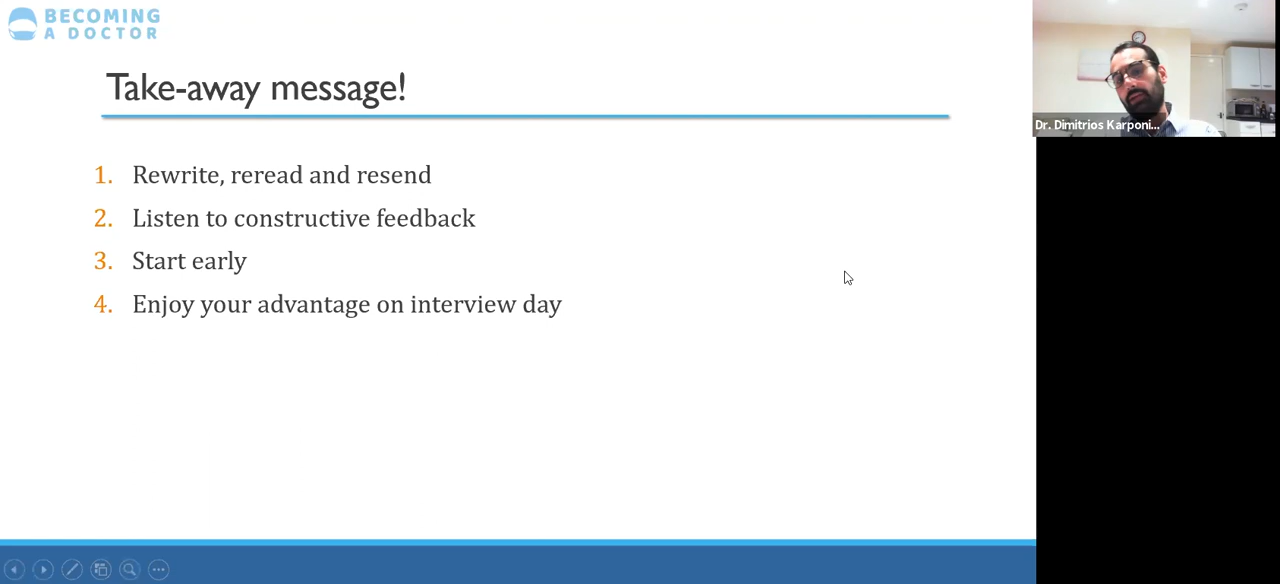 BECOMING
A DOCTOR
Take-away message!
1. Rewrite, reread and resend
2. Listen to constructive feedback
3. Start early
4. Enjoy your advantage on interview day
Dr. Dimitrios Karponi...